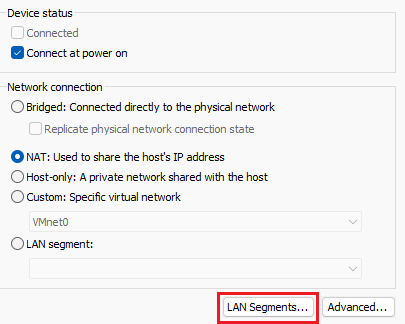 Device status
Connected
Connect at power on
Network connection
Bridged: Connected directly to the physical network
Replicate physical network connection state
NAT: Used to share the host's IP address
Host-only: A private network shared with the host
Custom: Specific virtual network
VMnet0
LAN segment:
LAN Segments... Advanced...